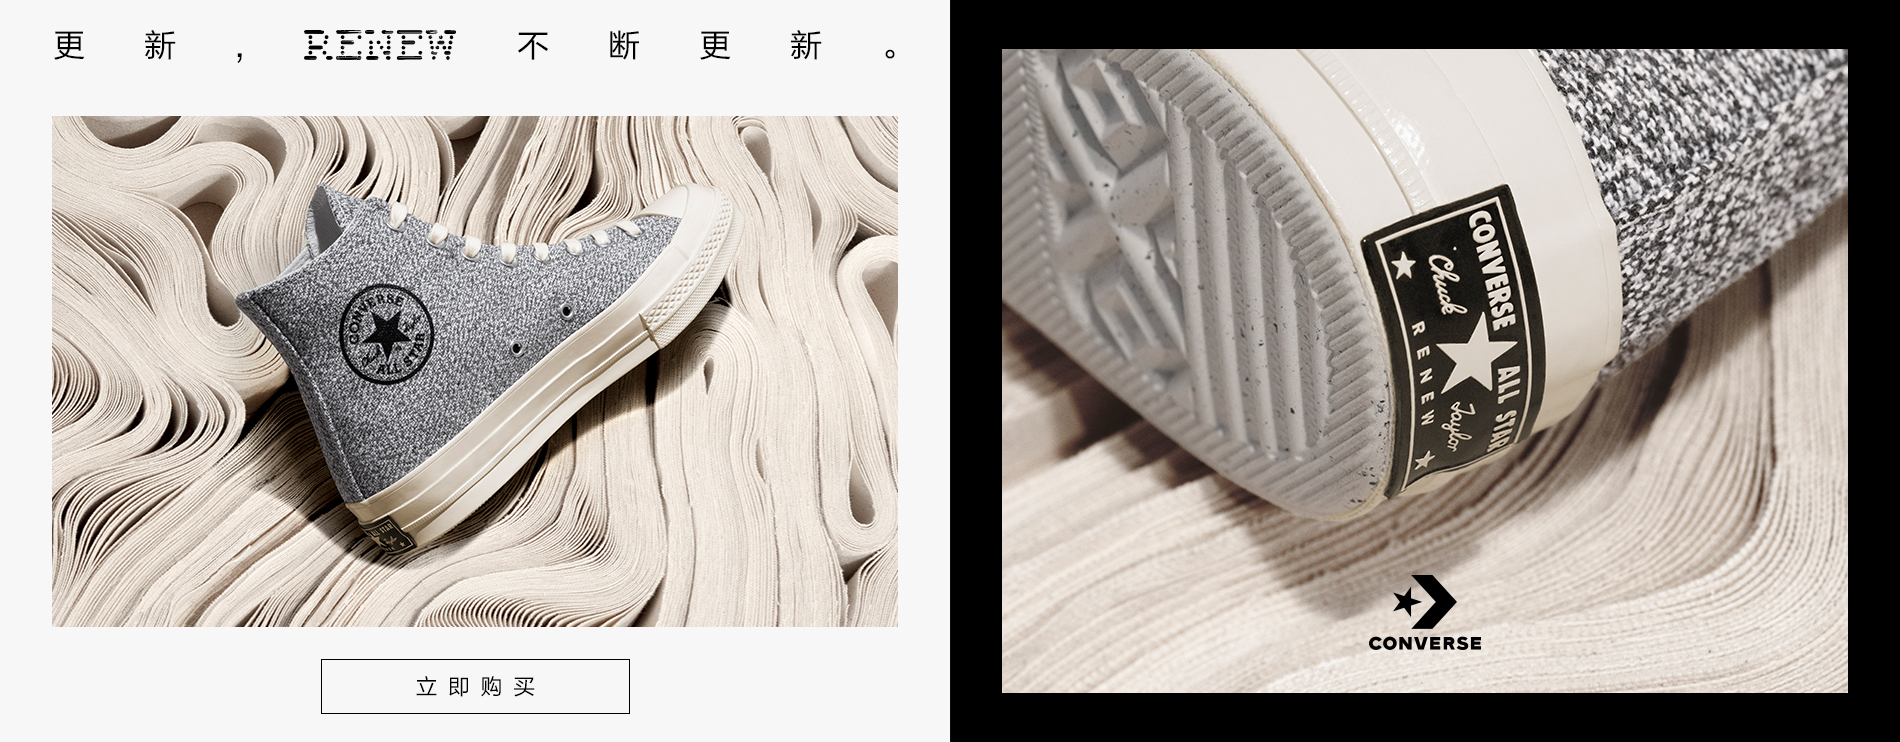 更新，RENEW 不断更新。
CONVERSE
ALL STAR
立即购买
CONVERSE
ALL STAR
Chuck
Taylor
RENEW
CONVERSE